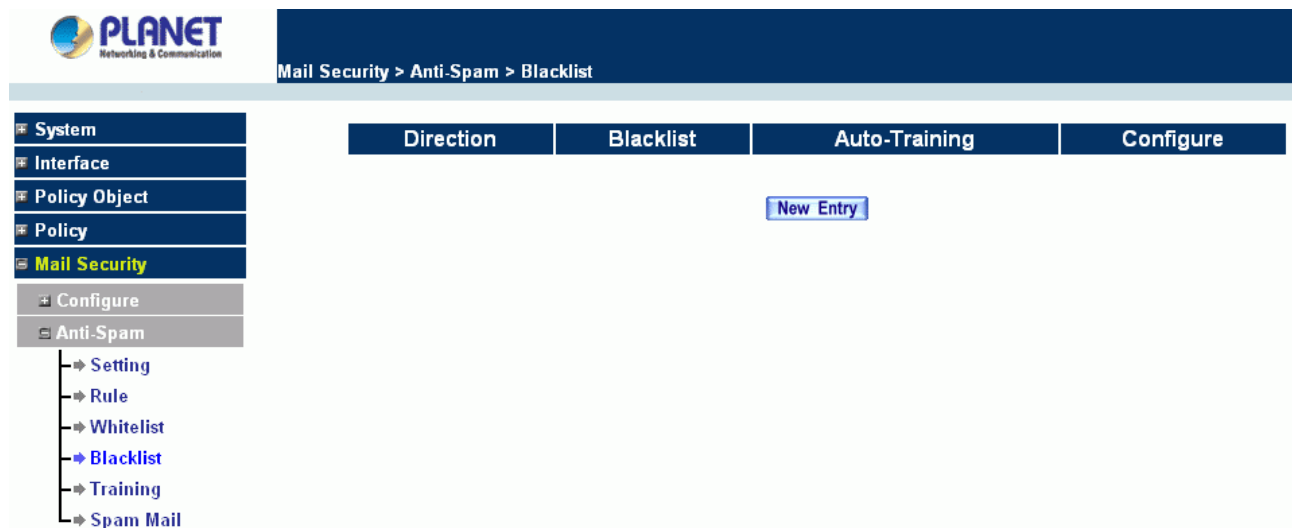 PLANET
Networking & Communication
Mail Security > Anti-Spam > Blacklist
System
Interface
Policy Object
Policy
Mail Security
Configure
Anti-Spam
Setting
Rule
Whitelist
Blacklist
Training
Spam Mail
Direction Blacklist Auto-Training Configure
New Entry